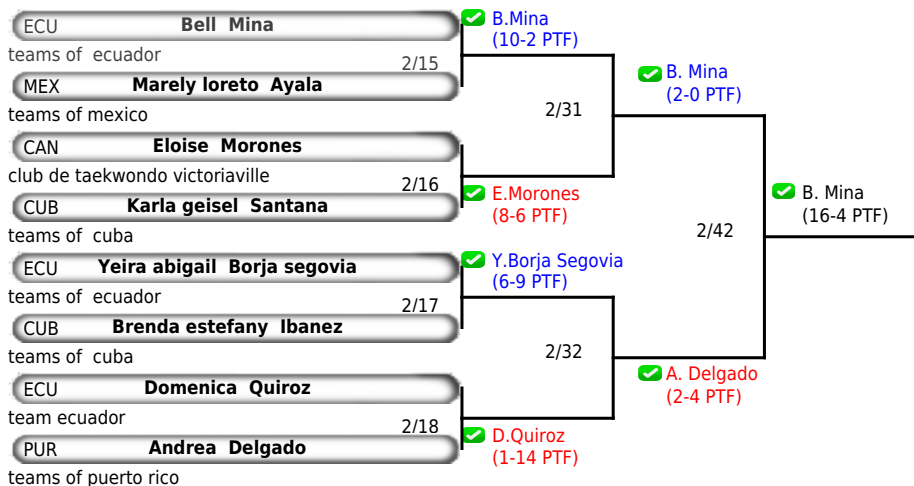 ECU Bell Mina
teams of ecuador
2/15
MEX Marely loreto Ayala
teams of mexico
CAN Eloise Morones
club de taekwondo victoriaville
2/16
CUB Karla geisel Santana
teams of cuba
ECU Yeira abigail Borja segovia
teams of ecuador
2/17
CUB Brenda estefany Ibanez
teams of cuba
ECU Domenica Quiroz
team ecuador
2/18
PUR Andrea Delgado
teams of puerto rico
B.Mina
(10-2 PTF)
2/31
E.Morones
(8-6 PTF)
Y.Borja Segovia
(6-9 PTF)
2/32
D.Quiroz
(1-14 PTF)
B. Mina
(2-0 PTF)
2/42
A. Delgado
(2-4 PTF)
B. Mina
(16-4 PTF)